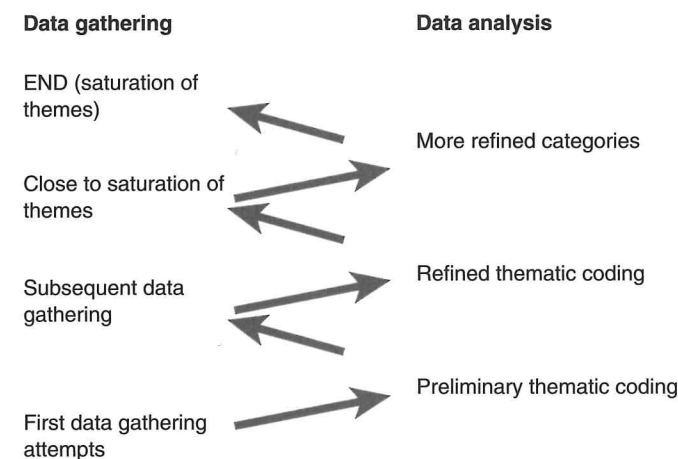 Data gathering
Data analysis
END (saturation of
themes)
More refined categories
Close to saturation of
themes
Refined thematic coding
Subsequent data
gathering
Preliminary thematic coding
First data gathering
attempts